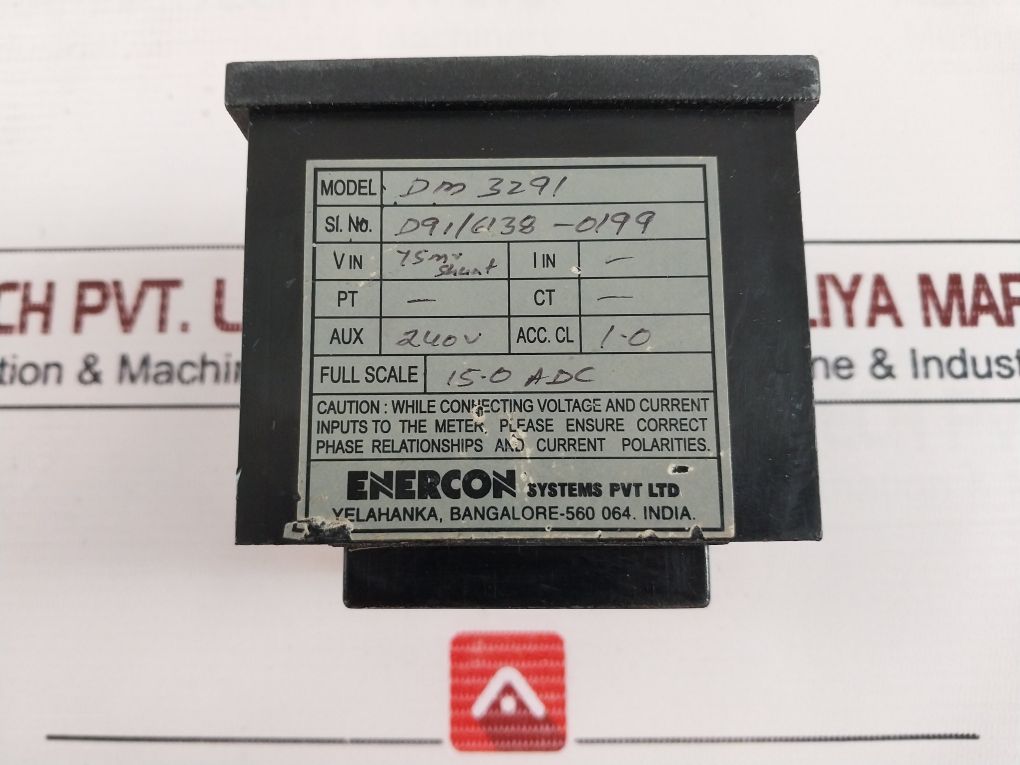 MODEL DM 3291
Sl. No. D91/6138-0199
V IN 75mv shunt I IN -
PT - CT -
AUX 240V ACC. CL 1.0
FULL SCALE 15.0 ADC
CAUTION : WHILE CONNECTING VOLTAGE AND CURRENT
INPUTS TO THE METER, PLEASE ENSURE CORRECT
PHASE RELATIONSHIPS AND CURRENT POLARITIES.
ENERCON SYSTEMS PVT LTD
YELAHANKA, BANGALORE-560 064. INDIA.
CH PVT. L LIYA MAR
tion & Machin ne & Indust